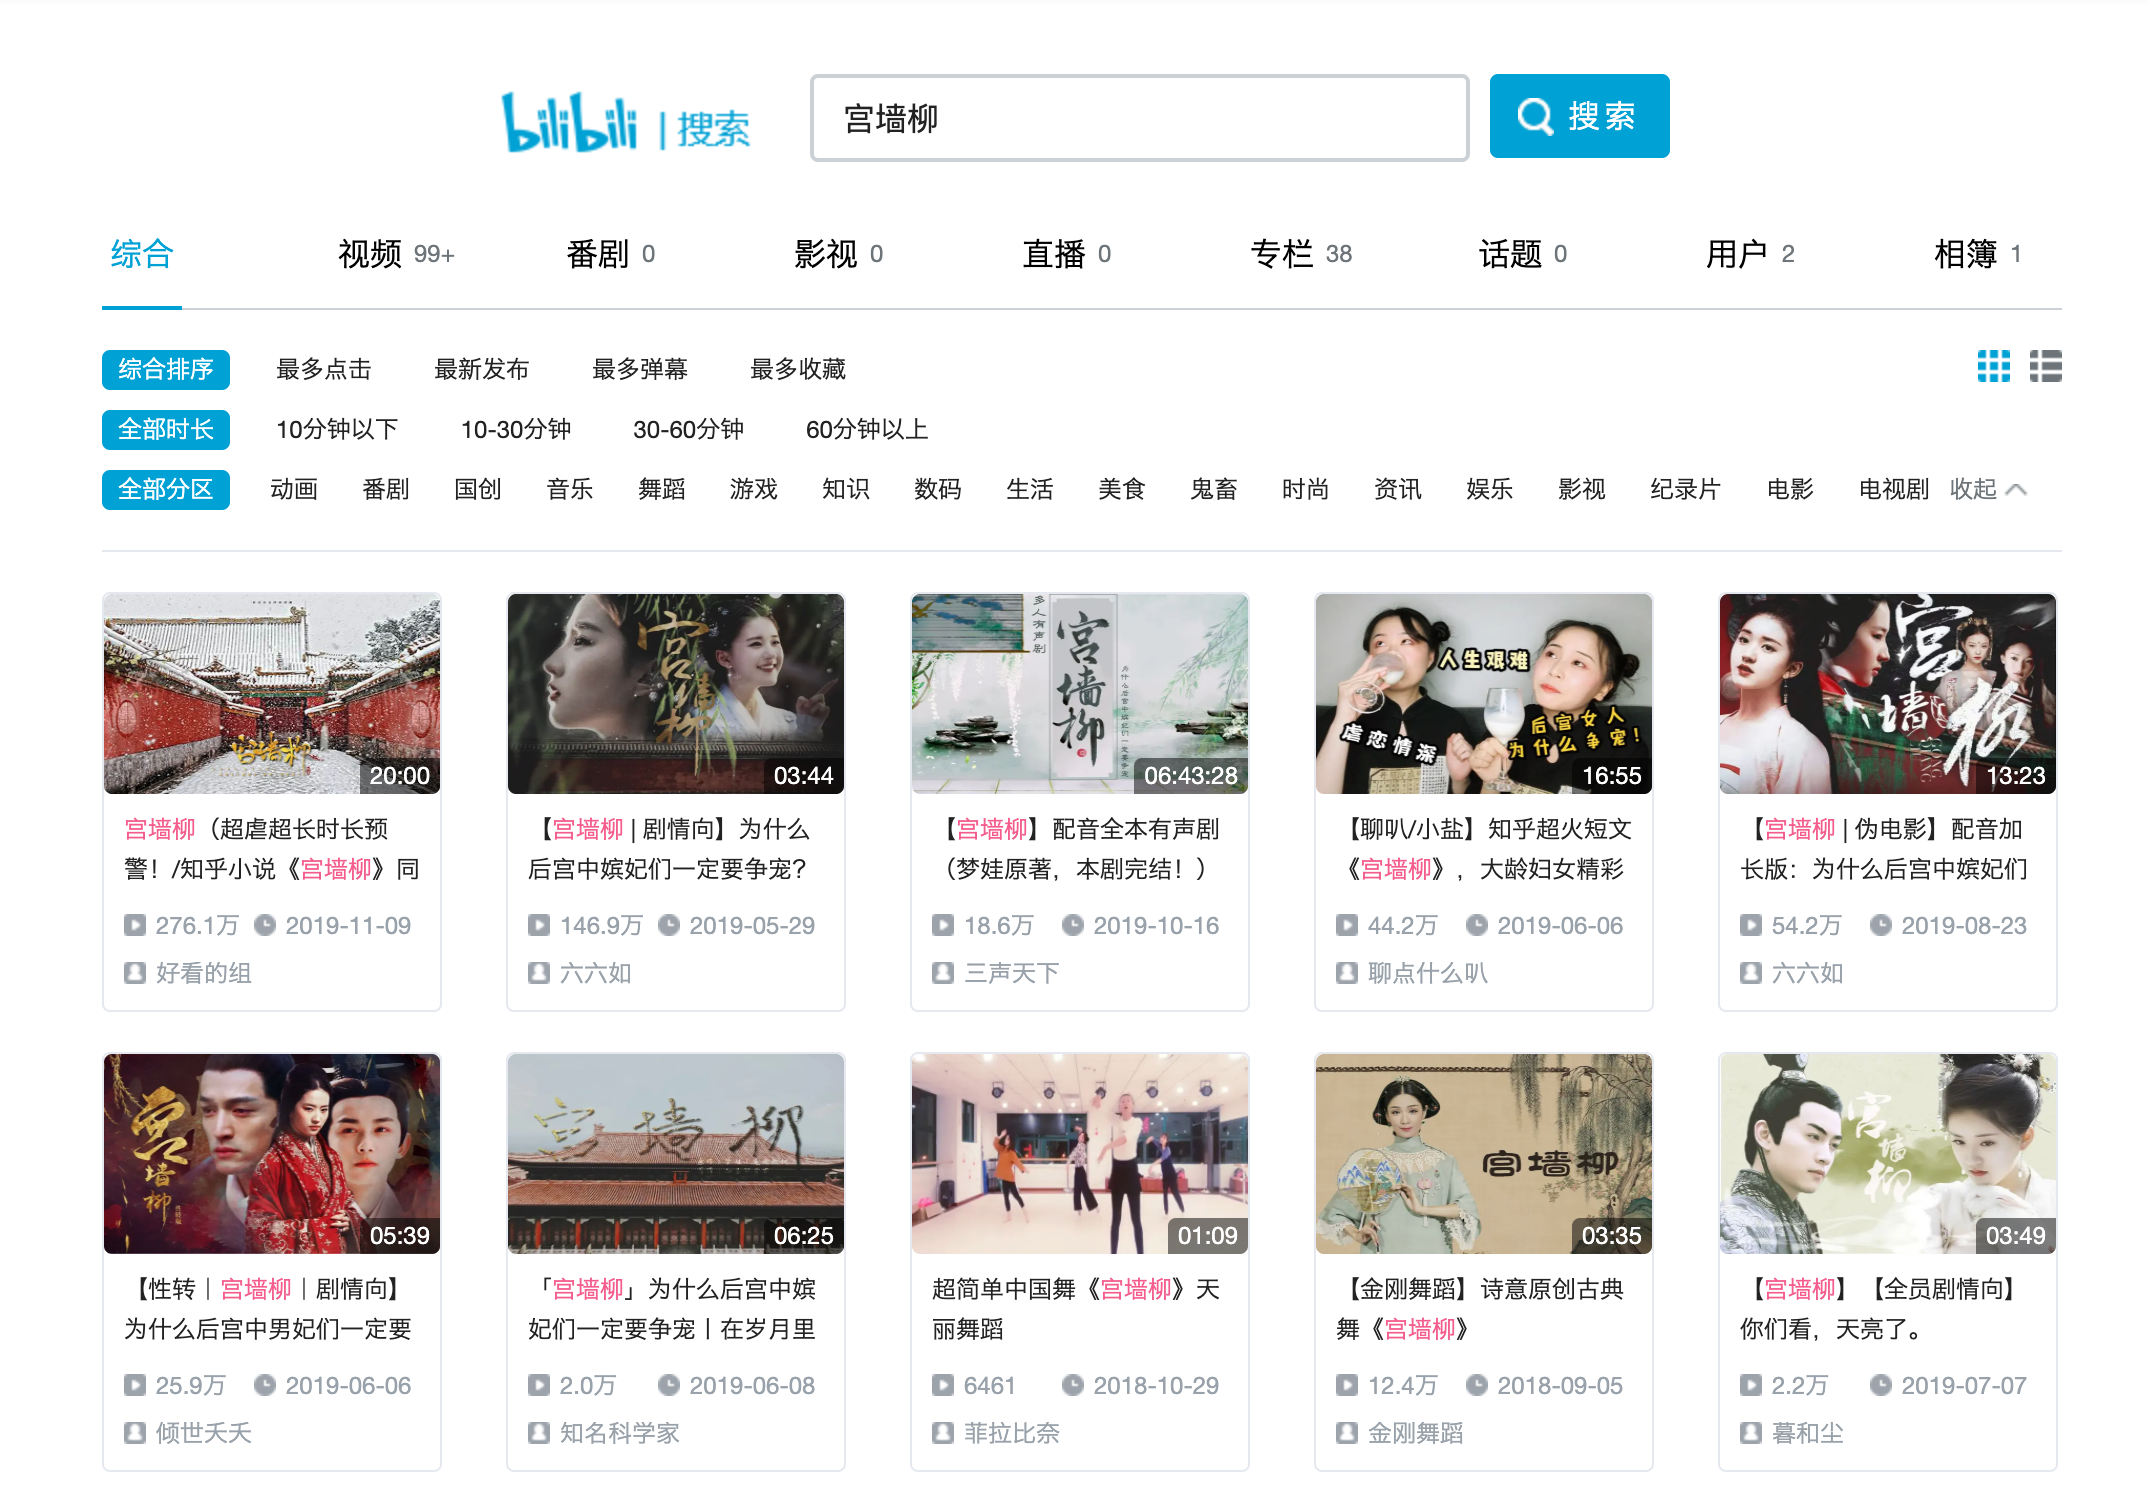 bilibili | 搜索
宫墙柳
搜索
综合 视频 99+ 番剧 0 影视 0 直播 0 专栏 38 话题 0 用户 2 相簿 1
综合排序 最多点击 最新发布 最多弹幕 最多收藏
全部时长 10分钟以下 10-30分钟 30-60分钟 60分钟以上
全部分区 动画 番剧 国创 音乐 舞蹈 游戏 知识 数码 生活 美食 鬼畜 时尚 资讯 娱乐 影视 纪录片 电影 电视剧 收起
宫墙柳
20:00
宫墙柳（超虐超长时长预
警！/知乎小说《宫墙柳》同
276.1万 2019-11-09
好看的组
宫墙柳
03:44
【宫墙柳 | 剧情向】为什么
后宫中嫔妃们一定要争宠？
146.9万 2019-05-29
六六如
多人有声剧
宫墙柳
为什么后宫中嫔妃们一定要争宠
06:43:28
【宫墙柳】配音全本有声剧
（梦娃原著，本剧完结！）
18.6万 2019-10-16
三声天下
人生艰难
虐恋情深
后宫女人
为什么争宠！
16:55
【聊叭/小盐】知乎超火短文
《宫墙柳》，大龄妇女精彩
44.2万 2019-06-06
聊点什么叭
宫墙柳
13:23
【宫墙柳 | 伪电影】配音加
长版：为什么后宫中嫔妃们
54.2万 2019-08-23
六六如
宫墙柳
05:39
【性转｜宫墙柳｜剧情向】
为什么后宫中男妃们一定要
25.9万 2019-06-06
倾世夭夭
宫墙柳
06:25
「宫墙柳」为什么后宫中嫔
妃们一定要争宠丨在岁月里
2.0万 2019-06-08
知名科学家
01:09
超简单中国舞《宫墙柳》天
丽舞蹈
6461 2018-10-29
菲拉比奈
宫墙柳
03:35
【金刚舞蹈】诗意原创古典
舞《宫墙柳》
12.4万 2018-09-05
金刚舞蹈
宫墙柳
03:49
【宫墙柳】【全员剧情向】
你们看，天亮了。
2.2万 2019-07-07
暮和尘